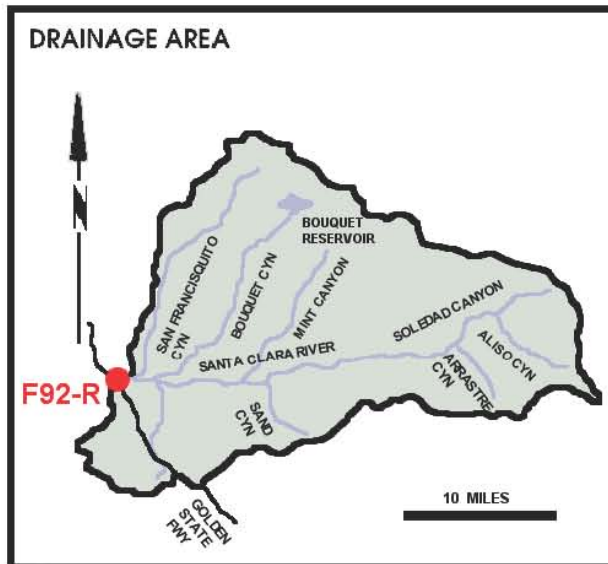 DRAINAGE AREA
N
BOUQUET
RESERVOIR
SAN FRANCISQUITO
CYN
BOUQUET CYN
MINT CANYON
SOLEDAD CANYON
ALISO CYN
ARRASTRE
CYN
SANTA CLARA RIVER
F92-R
SAND
CYN
GOLDEN
STATE
FWY
10 MILES